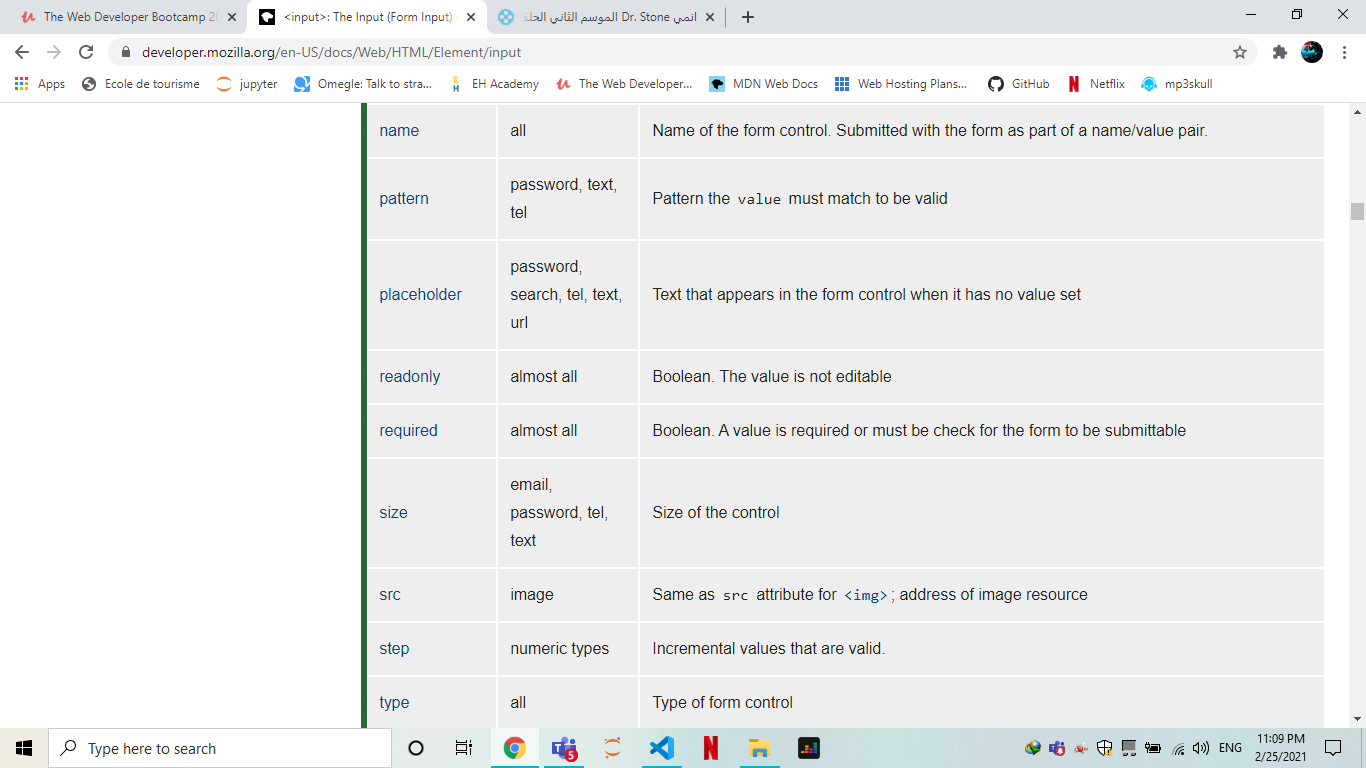 The Web Developer Bootcamp 20
<input>: The Input (Form Input)
انمي Dr. Stone الموسم الثاني الحلة
developer.mozilla.org/en-US/docs/Web/HTML/Element/input
Apps
Ecole de tourisme
jupyter
Omegle: Talk to stra...
EH Academy
The Web Developer...
MDN Web Docs
Web Hosting Plans...
GitHub
Netflix
mp3skull
name all Name of the form control. Submitted with the form as part of a name/value pair.
pattern password, text, tel Pattern the value must match to be valid
placeholder password, search, tel, text, url Text that appears in the form control when it has no value set
readonly almost all Boolean. The value is not editable
required almost all Boolean. A value is required or must be check for the form to be submittable
size email, password, tel, text Size of the control
src image Same as src attribute for <img>; address of image resource
step numeric types Incremental values that are valid.
type all Type of form control
Type here to search
5
ENG
11:09 PM
2/25/2021